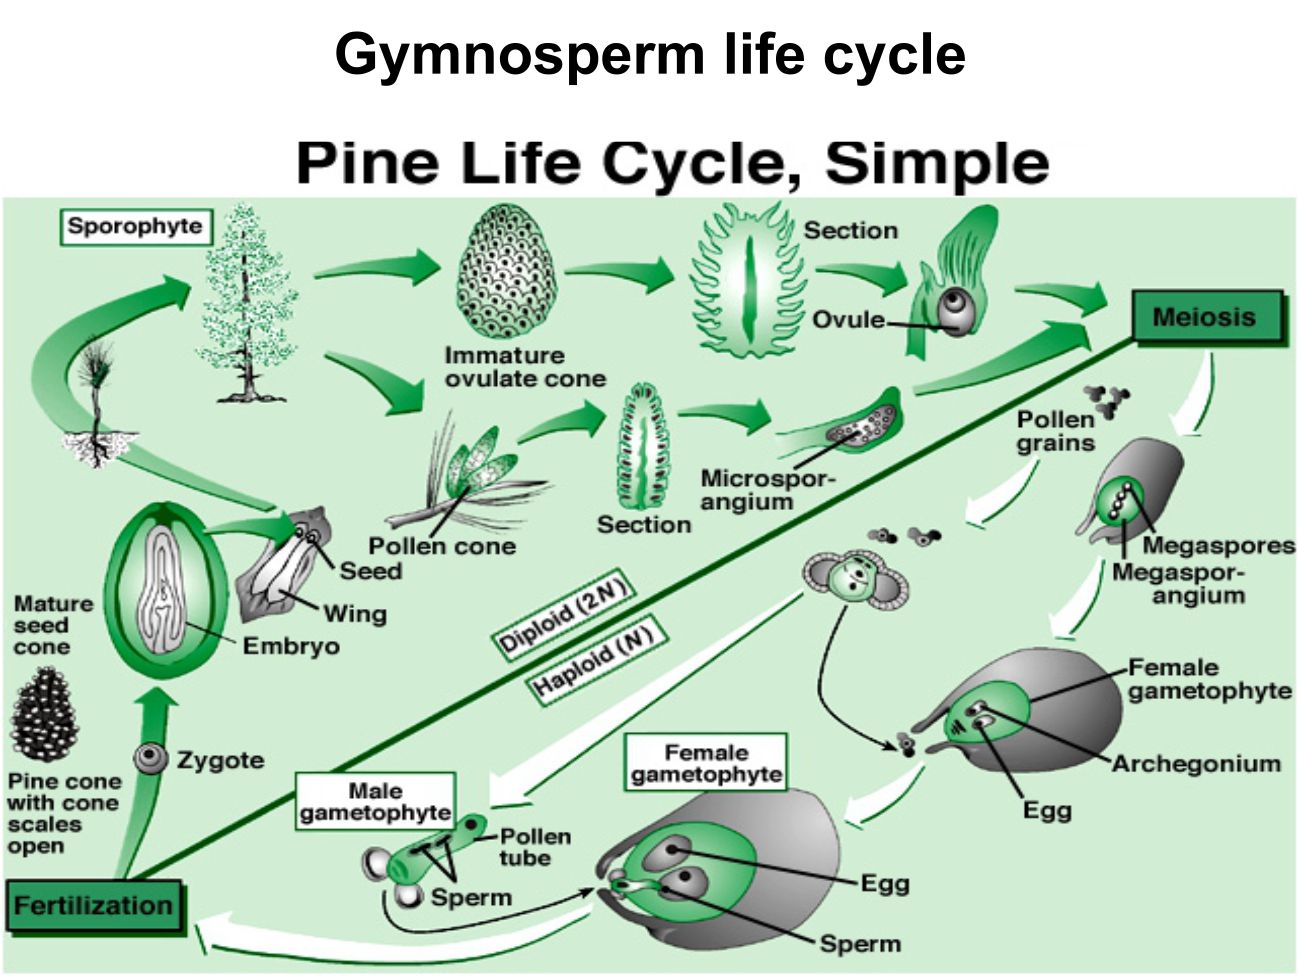 Gymnosperm life cycle
Pine Life Cycle, Simple
Sporophyte
Section
Ovule
Meiosis
Immature
ovulate cone
Pollen
grains
Microspor-
angium
Section
Pollen cone
Megaspores
Megaspor-
angium
Seed
Wing
Embryo
Mature
seed
cone
Diploid (2N)
Haploid (N)
Female
gametophyte
Archegonium
Egg
Zygote
Pine cone
with cone
scales
open
Male
gametophyte
Female
gametophyte
Pollen
tube
Sperm
Egg
Sperm
Fertilization